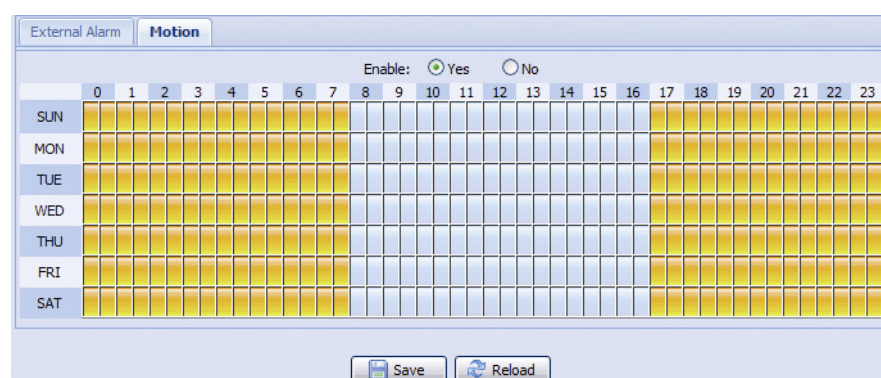 External Alarm Motion
Enable: Yes No
0 1 2 3 4 5 6 7 8 9 10 11 12 13 14 15 16 17 18 19 20 21 22 23
SUN
MON
TUE
WED
THU
FRI
SAT
Save Reload